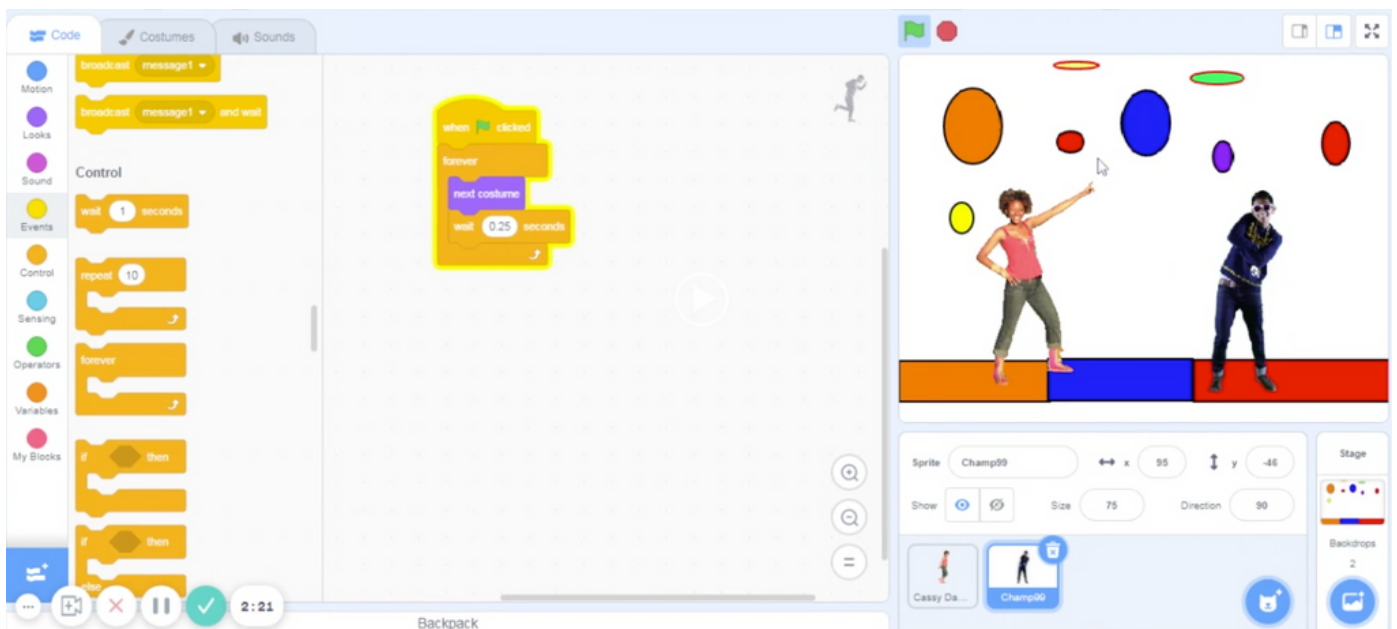 Code
Costumes
Sounds
Motion
Looks
Sound
Events
Control
Sensing
Operators
Variables
My Blocks
broadcast message1
broadcast message1 and wait
Control
wait 1 seconds
repeat 10
forever
if then
if then
else
when clicked
forever
next costume
wait 0.25 seconds
2:21
Backpack
Sprite Champ99 x 95 y -46
Show Size 75 Direction 90
Cassy Da...
Champ99
Stage
Backdrops
2